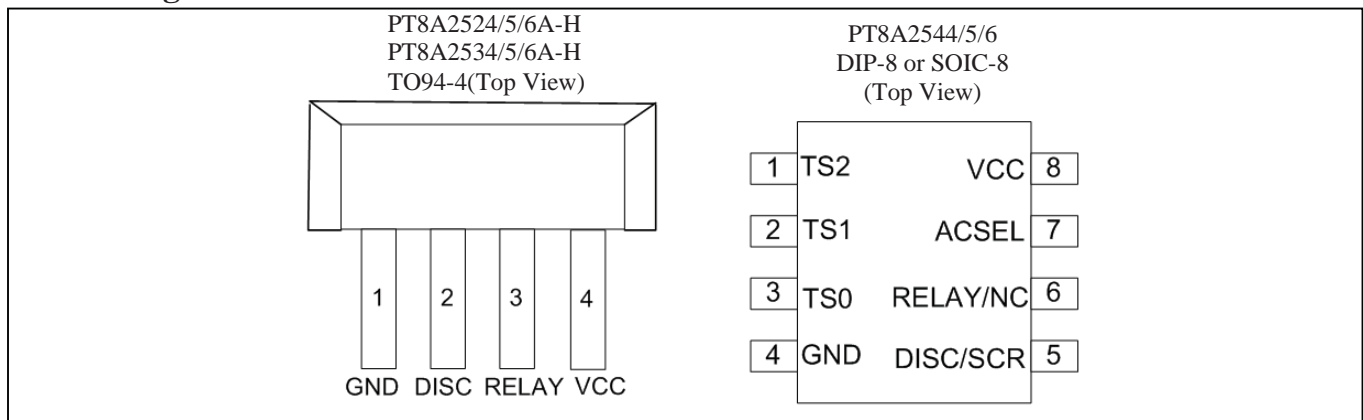 PT8A2524/5/6A-H
PT8A2534/5/6A-H
TO94-4(Top View)
1 2 3 4
GND DISC RELAY VCC
PT8A2544/5/6
DIP-8 or SOIC-8
(Top View)
1 TS2 VCC 8
2 TS1 ACSEL 7
3 TS0 RELAY/NC 6
4 GND DISC/SCR 5